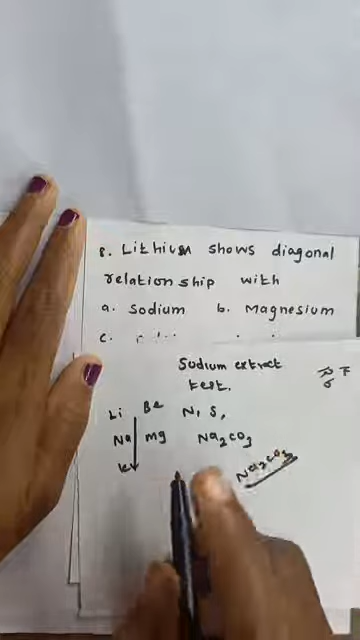 8. Lithium shows diagonal
relationship with
a. Sodium b. Magnesium
c.
Sodium extract
test.
Li Be N, S,
Na mg Na2CO3
K
Na2CO3
F